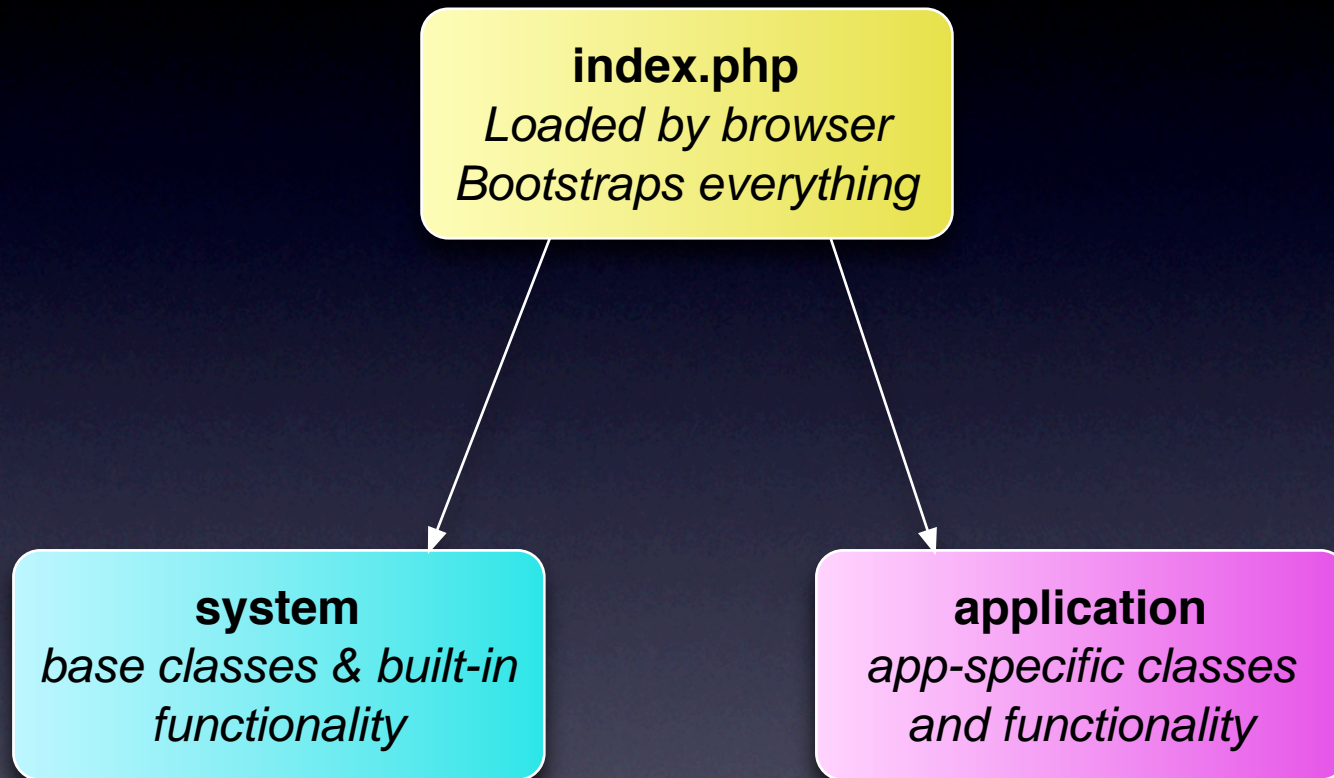 index.php
Loaded by browser
Bootstraps everything
system
base classes & built-in
functionality
application
app-specific classes
and functionality